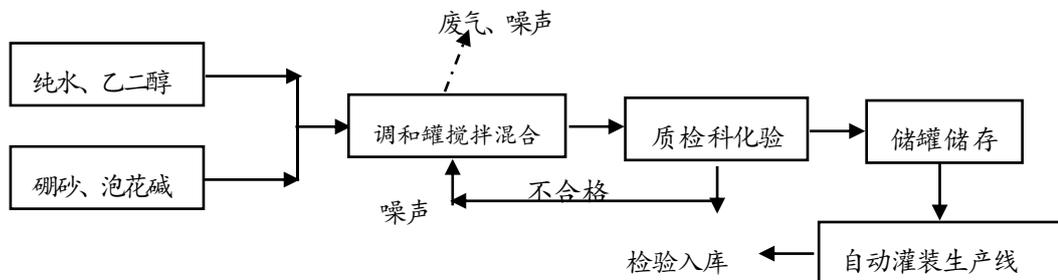 废气、噪声
纯水、乙二醇
调和罐搅拌混合
质检科化验
储罐储存
硼砂、泡花碱
不合格
噪声
检验入库
自动灌装生产线